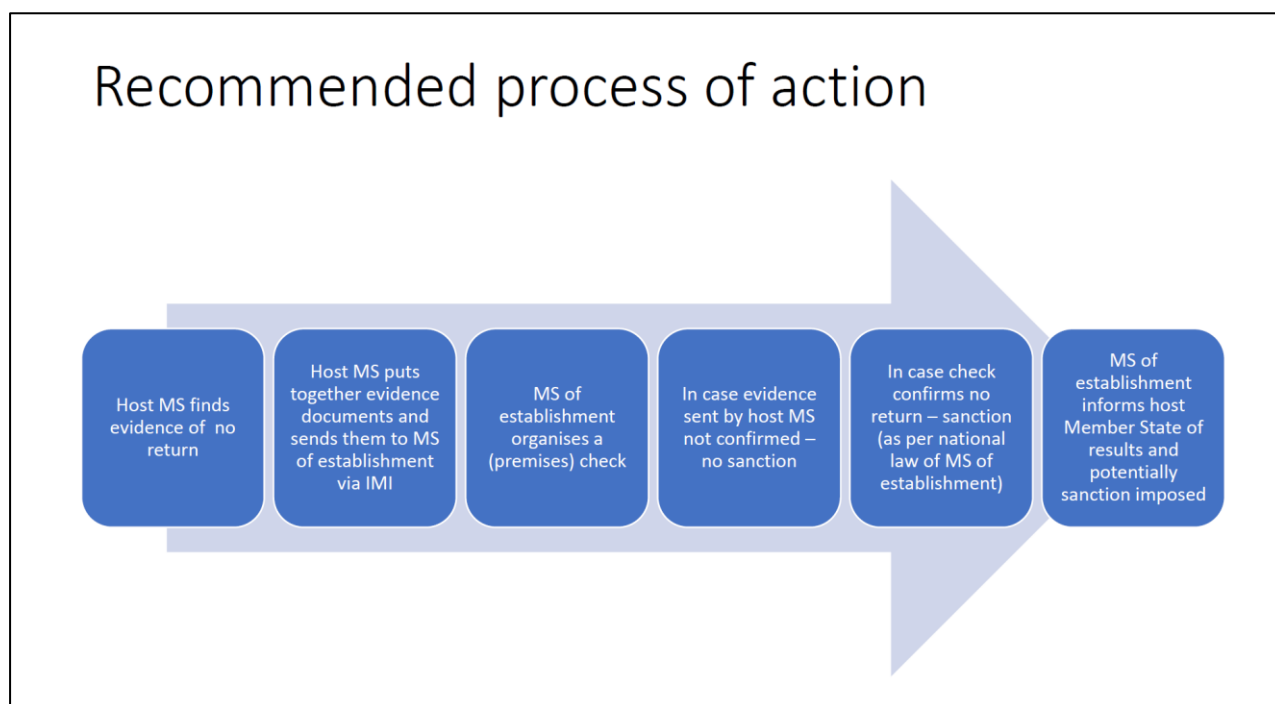 Recommended process of action
Host MS finds
evidence of no
return
Host MS puts
together evidence
documents and
sends them to MS
of establishment
via IMI
MS of
establishment
organises a
(premises) check
In case evidence
sent by host MS
not confirmed –
no sanction
In case check
confirms no
return – sanction
(as per national
law of MS of
establishment)
MS of
establishment
informs host
Member State of
results and
potentially
sanction imposed